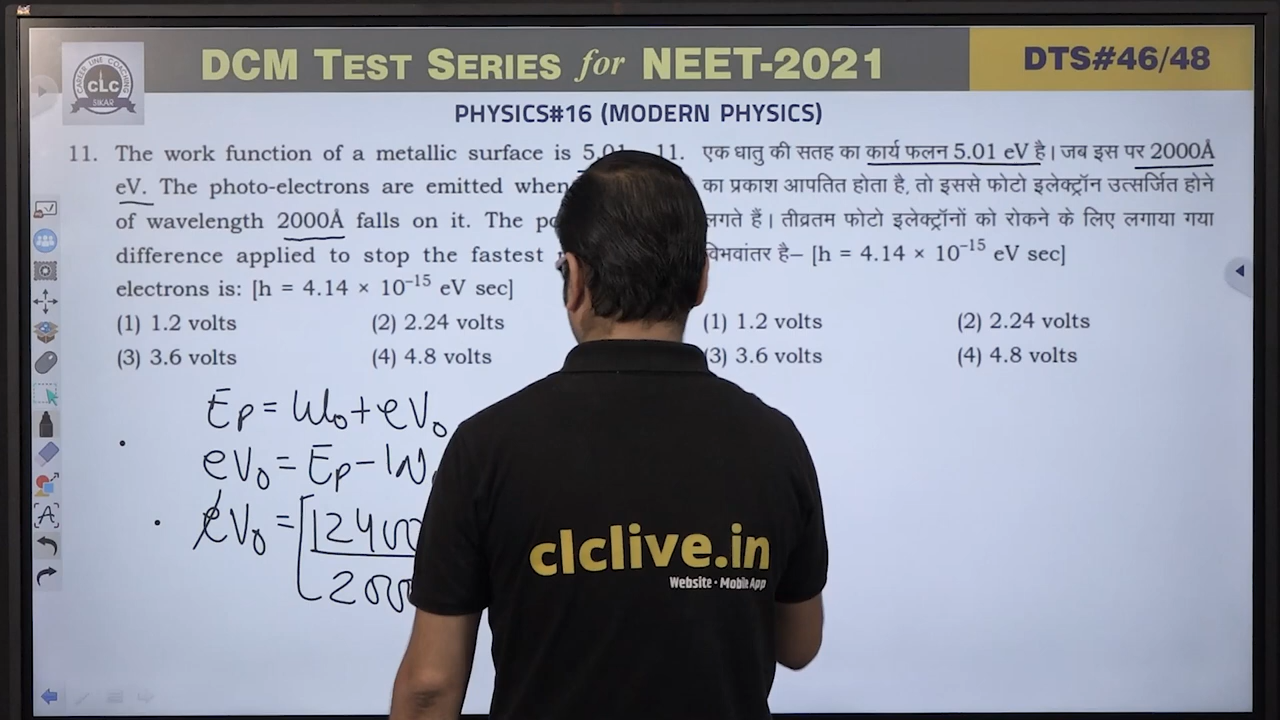 DCM TEST SERIES for NEET-2021
DTS#46/48
CAREER LINE COACHING
CLC
SIKAR
PHYSICS#16 (MODERN PHYSICS)
11. The work function of a metallic surface is 5.01
eV. The photo-electrons are emitted when
of wavelength 2000Å falls on it. The
difference applied to stop the fastest
electrons is: [h = 4.14 × 10⁻¹⁵ eV sec]
(1) 1.2 volts (2) 2.24 volts
(3) 3.6 volts (4) 4.8 volts
11. एक धातु की सतह का कार्य फलन 5.01 eV है। जब इस पर 2000Å
का प्रकाश आपतित होता है, तो इससे फोटो इलेक्ट्रॉन उत्सर्जित होने
लगते हैं। तीव्रतम फोटो इलेक्ट्रॉनों को रोकने के लिए लगाया गया
विभवांतर है– [h = 4.14 × 10⁻¹⁵ eV sec]
(1) 1.2 volts (2) 2.24 volts
(3) 3.6 volts (4) 4.8 volts
Ep = W₀ + eV₀
eV₀ = Ep - W
eV₀ = [12400
2000
clclive.in
Website · Mobile App